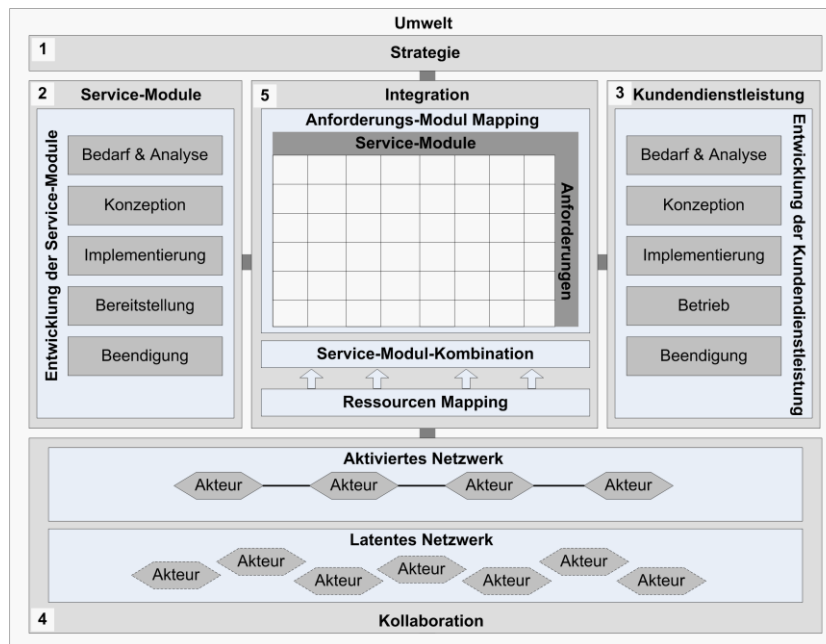 Umwelt
1
Strategie
2
Service-Module
Entwicklung der Service-Module
Bedarf & Analyse
Konzeption
Implementierung
Bereitstellung
Beendigung
5
Integration
Anforderungs-Modul Mapping
Service-Module
Anforderungen
Service-Modul-Kombination
Ressourcen Mapping
3
Kundendienstleistung
Bedarf & Analyse
Konzeption
Implementierung
Betrieb
Beendigung
Entwicklung der Kundendienstleistung
Aktiviertes Netzwerk
Akteur
Akteur
Akteur
Akteur
Latentes Netzwerk
Akteur
Akteur
Akteur
Akteur
Akteur
Akteur
Akteur
4
Kollaboration